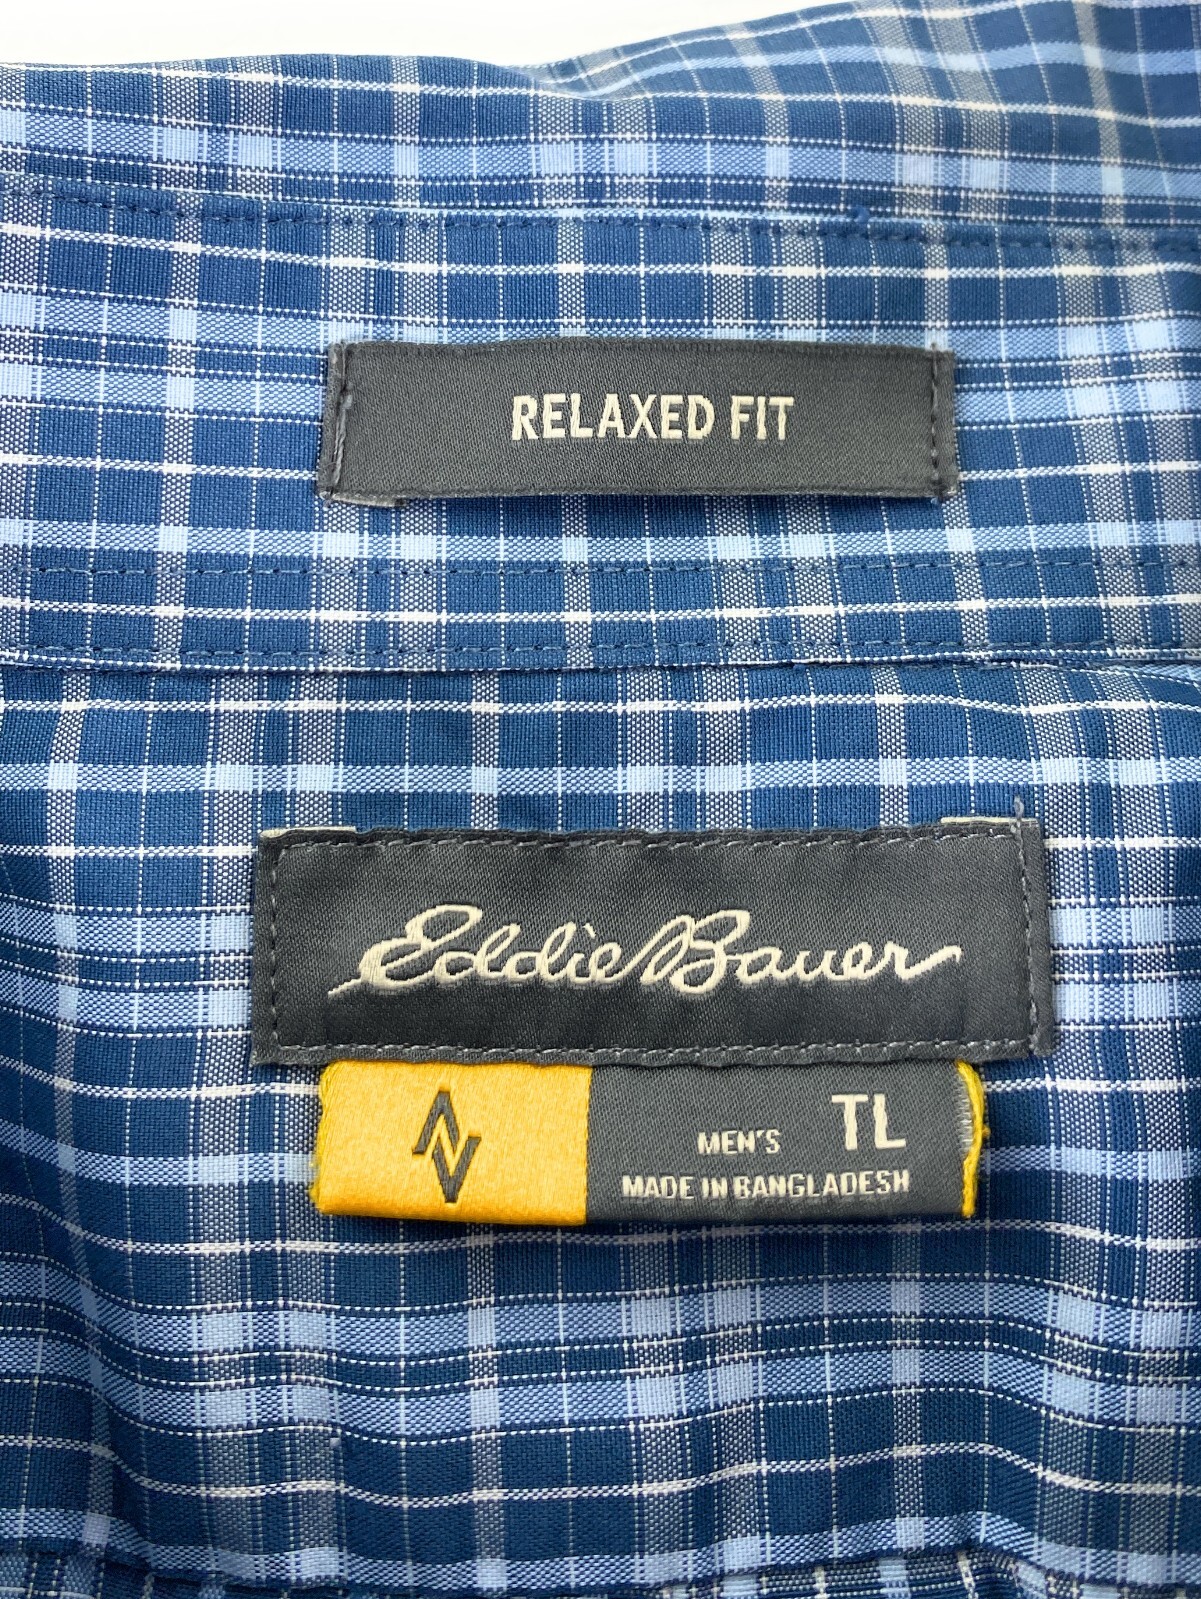 RELAXED FIT
Eddie Bauer
MEN'S TL
MADE IN BANGLADESH